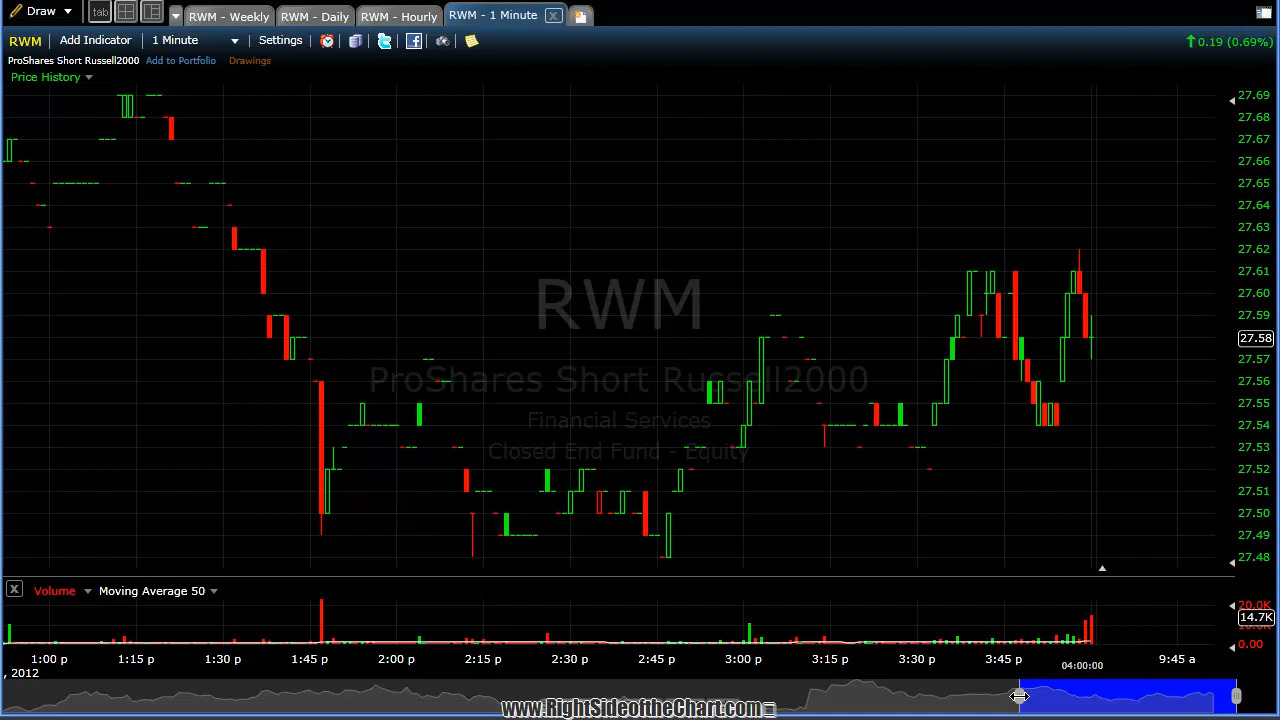 Draw tab RWM - Weekly RWM - Daily RWM - Hourly RWM - 1 Minute
RWM Add Indicator 1 Minute Settings 0.19 (0.69%)
ProShares Short Russell2000 Add to Portfolio Drawings
Price History
27.69
27.68
27.67
27.66
27.65
27.64
27.63
27.62
27.61
27.60
27.59
27.58
27.57
27.56
27.55
27.54
27.53
27.52
27.51
27.50
27.49
27.48
RWM
ProShares Short Russell2000
Financial Services
Closed End Fund - Equity
X Volume Moving Average 50
20.0K
14.7K
0.00
1:00 p 1:15 p 1:30 p 1:45 p 2:00 p 2:15 p 2:30 p 2:45 p 3:00 p 3:15 p 3:30 p 3:45 p 04:00:00 9:45 a
, 2012
www.RightSideoftheChart.com